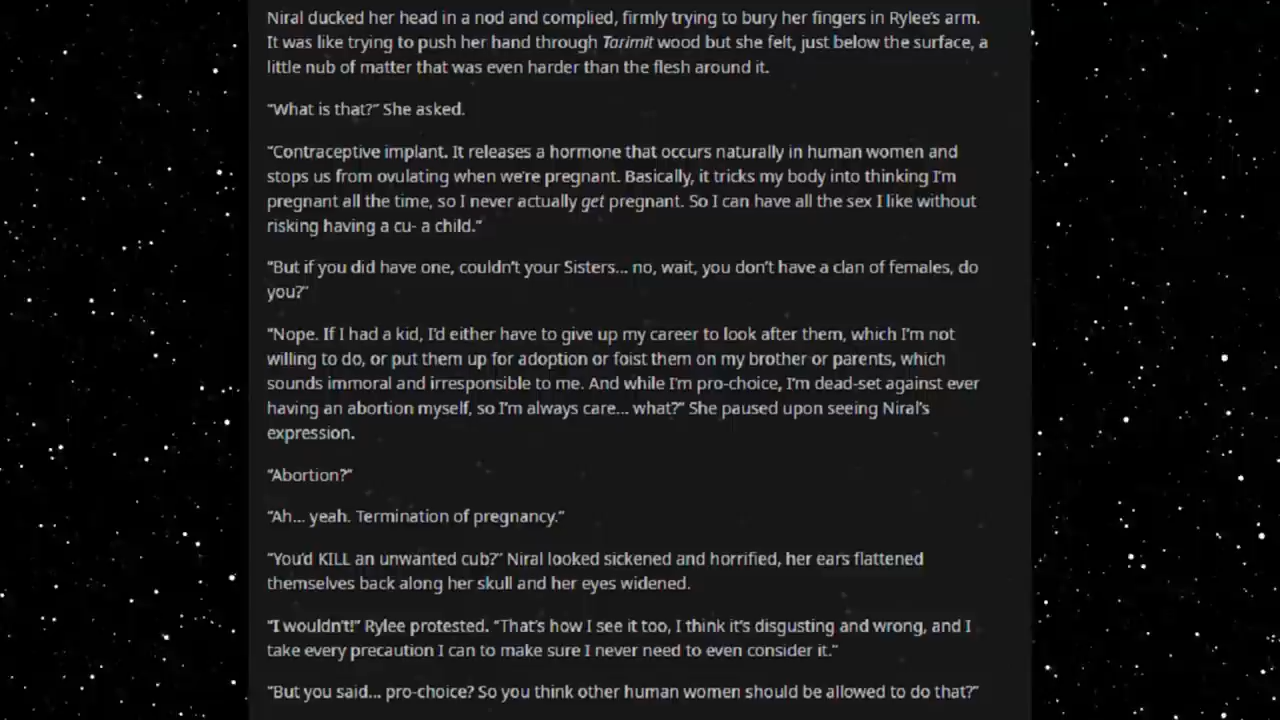 Niral ducked her head in a nod and complied, firmly trying to bury her fingers in Rylee's arm.
It was like trying to push her hand through Tarimit wood but she felt, just below the surface, a
little nub of matter that was even harder than the flesh around it.
“What is that?” She asked.
“Contraceptive implant. It releases a hormone that occurs naturally in human women and
stops us from ovulating when we're pregnant. Basically, it tricks my body into thinking I'm
pregnant all the time, so I never actually get pregnant. So I can have all the sex I like without
risking having a cu- a child.”
“But if you did have one, couldn't your Sisters... no, wait, you don't have a clan of females, do
you?”
“Nope. If I had a kid, I'd either have to give up my career to look after them, which I'm not
willing to do, or put them up for adoption or foist them on my brother or parents, which
sounds immoral and irresponsible to me. And while I'm pro-choice, I'm dead-set against ever
having an abortion myself, so I'm always care... what?” She paused upon seeing Niral's
expression.
“Abortion?”
“Ah... yeah. Termination of pregnancy.”
“You'd KILL an unwanted cub?” Niral looked sickened and horrified, her ears flattened
themselves back along her skull and her eyes widened.
“I wouldn't!” Rylee protested. “That's how I see it too, I think it's disgusting and wrong, and I
take every precaution I can to make sure I never need to even consider it.”
“But you said... pro-choice? So you think other human women should be allowed to do that?”